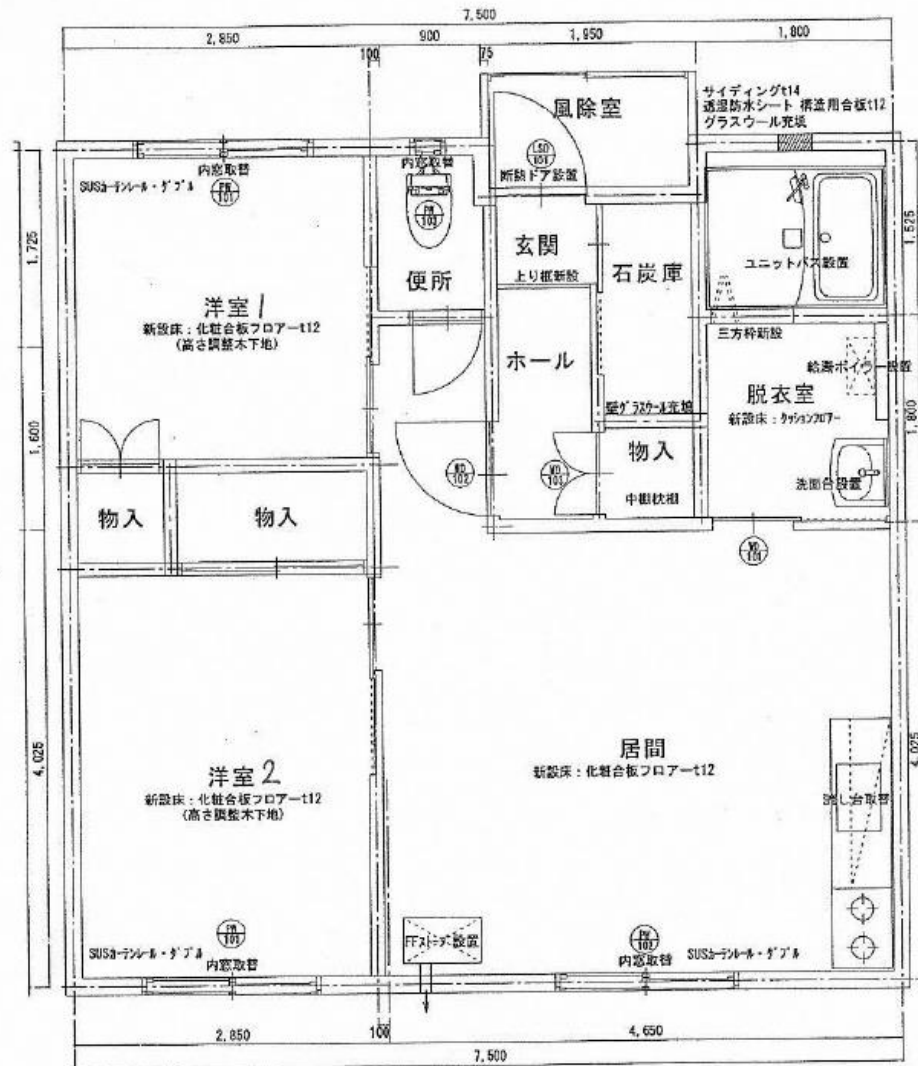 7,500
2,850
900
1,950
1,800
100
75
サイディングt14
透湿防水シート 構造用合板t12
グラスウール充填
風除室
LSD
101
断熱ドア設置
内窓取替
SUSカーテンレール・ダブル
PW
101
内窓取替
PW
103
便所
玄関
上り框新設
石炭庫
ユニットバス設置
1,725
1,525
洋室1
新設床:化粧合板フロアーt12
(高さ調整木下地)
ホール
三方枠新設
給湯ボイラー設置
脱衣室
新設床:クッションフロアー
壁グラスウール充填
1,600
1,800
物入
物入
WD
102
WD
103
物入
中棚枕棚
洗面台設置
WD
101
4,025
4,025
洋室2
新設床:化粧合板フロアーt12
(高さ調整木下地)
居間
新設床:化粧合板フロアーt12
流し台取替
SUSカーテンレール・ダブル
PW
101
内窓取替
FFストーブ設置
PW
102
内窓取替
SUSカーテンレール・ダブル
2,850
100
4,650
7,500